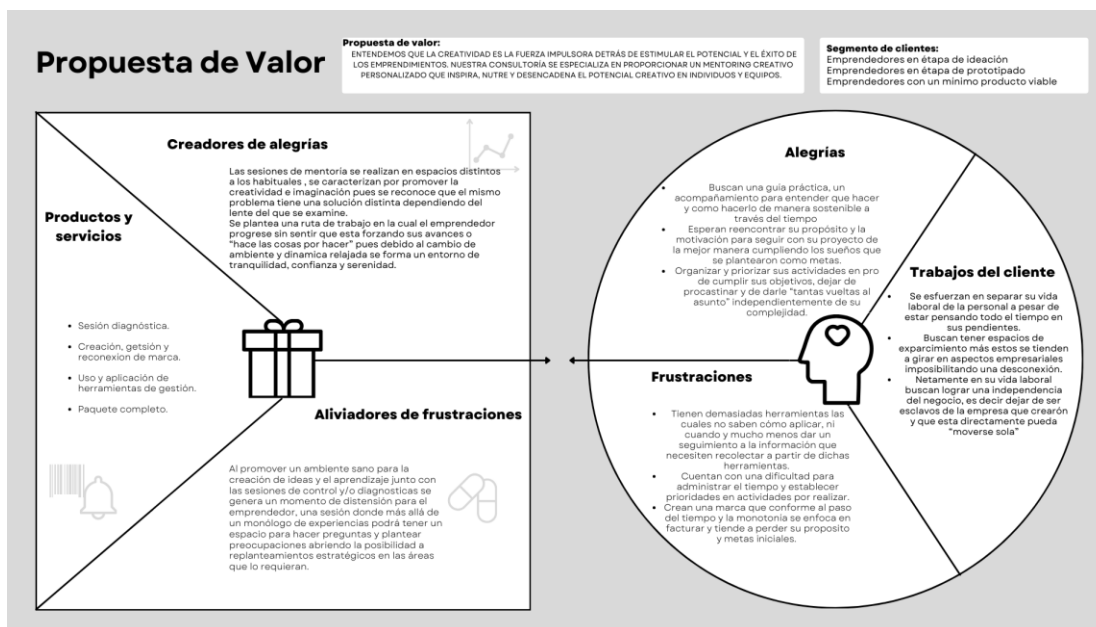 Propuesta de Valor
Propuesta de valor:
ENTENDEMOS QUE LA CREATIVIDAD ES LA FUERZA IMPULSORA DETRÁS DE ESTIMULAR EL POTENCIAL Y EL ÉXITO DE
LOS EMPRENDIMIENTOS. NUESTRA CONSULTORÍA SE ESPECIALIZA EN PROPORCIONAR UN MENTORING CREATIVO
PERSONALIZADO QUE INSPIRA, NUTRE Y DESENCADENA EL POTENCIAL CREATIVO EN INDIVIDUOS Y EQUIPOS.
Segmento de clientes:
Emprendedores en étapa de ideación
Emprendedores en étapa de prototipado
Emprendedores con un minimo producto viable
Creadores de alegrías
Las sesiones de mentoría se realizan en espacios distintos
a los habituales , se caracterizan por promover la
creatividad e imaginación pues se reconoce que el mismo
problema tiene una solución distinta dependiendo del
lente del que se examine.
Se plantea una ruta de trabajo en la cual el emprendedor
progrese sin sentir que esta forzando sus avances o
“hace las cosas por hacer” pues debido al cambio de
ambiente y dinamica relajada se forma un entorno de
tranquilidad, confianza y serenidad.
Productos y
servicios
• Sesión diagnóstica.
• Creación, getsión y
reconexion de marca.
• Uso y aplicación de
herramientas de gestión.
• Paquete completo.
Aliviadores de frustraciones
Al promover un ambiente sano para la
creación de ideas y el aprendizaje junto con
las sesiones de control y/o diagnosticas se
genera un momento de distensión para el
emprendedor, una sesión donde más allá de
un monólogo de experiencias podrá tener un
espacio para hacer preguntas y plantear
preocupaciones abriendo la posibilidad a
replanteamientos estratégicos en las áreas
que lo requieran.
Alegrías
• Buscan una guia práctica, un
acompañamiento para entender que hacer
y como hacerlo de manera sostenible a
través del tiempo
• Esperan reencontrar su propósito y la
motivación para seguir con su proyecto de
la mejor manera cumpliendo los sueños que
se plantearon como metas.
• Organizar y priorizar sus actividades en pro
de cumplir sus objetivos, dejar de
procastinar y de darle “tantas vueltas al
asunto” independientemente de su
complejidad.
Trabajos del cliente
• Se esfuerzan en separar su vida
laboral de la personal a pesar de
estar pensando todo el tiempo en
sus pendientes.
• Buscan tener espacios de
exparcimiento más estos se tienden
a girar en aspectos empresariales
imposibilitando una desconexión.
• Netamente en su vida laboral
buscan lograr una independencia
del negocio, es decir dejar de ser
esclavos de la empresa que crearón
y que esta directamente pueda
“moverse sola”
Frustraciones
• Tienen demasiadas herramientas las
cuales no saben cómo aplicar, ni
cuando y mucho menos dar un
seguimiento a la información que
necesiten recolectar a partir de dichas
herramientas.
• Cuentan con una dificultad para
administrar el tiempo y establecer
prioridades en actividades por realizar.
• Crean una marca que conforme al paso
del tiempo y la monotonía se enfoca en
facturar y tiende a perder su proposito
y metas iniciales.